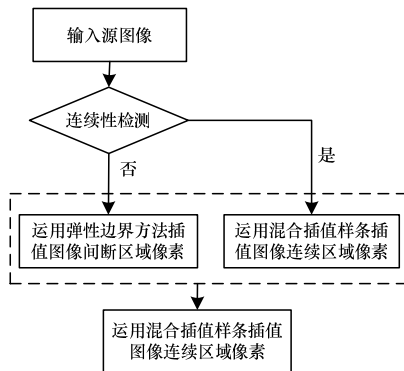 输入源图像
连续性检测
否
是
运用弹性边界方法插
值图像间断区域像素
运用混合插值样条插
值图像连续区域像素
运用混合插值样条插值
图像连续区域像素